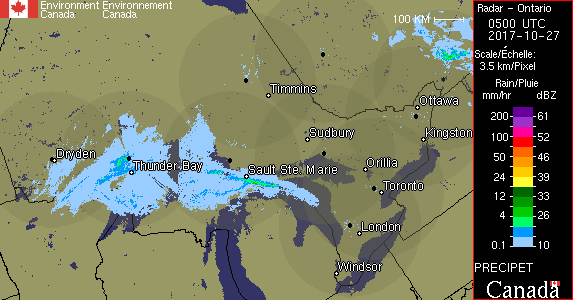 Environment Environnement
Canada Canada
100 KM
Radar - Ontario
0500 UTC
2017-10-27
Scale/Échelle:
3.5 km/Pixel
Rain/Pluie
mm/hr dBZ
200 61
100 52
50 46
24 39
12 34
4 26
0.1 10
Timmins
Ottawa
Sudbury
Kingston
Dryden
Thunder Bay
Sault Ste. Marie
Orillia
Toronto
London
Windsor
PRECIPET
Canada